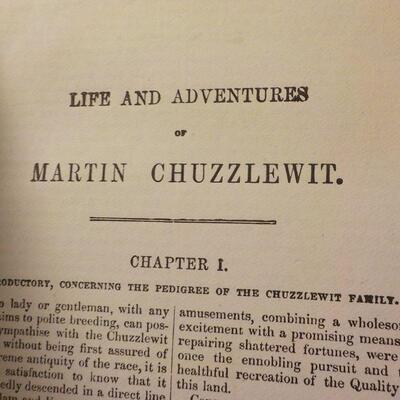 LIFE AND ADVENTURES
OF
MARTIN CHUZZLEWIT.
CHAPTER I.
RODUCTORY, CONCERNING THE PEDIGREE OF THE CHUZZLEWIT FAMILY.
lady or gentleman, with any
ims to polite breeding, can pos-
ympathise with the Chuzzlewit
without being first assured of
reme antiquity of the race, it is
satisfaction to know that it
edly descended in a direct line
amusements, combining a wholeso
excitement with a promising means
repairing shattered fortunes, were
once the ennobling pursuit and
healthful recreation of the Quality
this land.